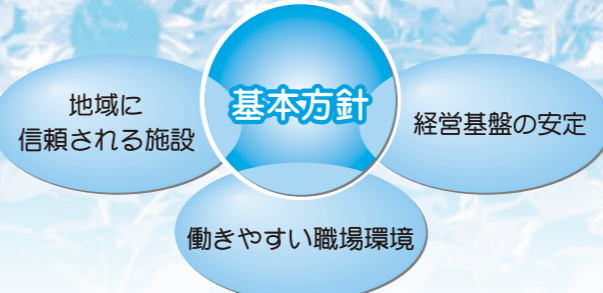 基本方針
地域に
信頼される施設
経営基盤の安定
働きやすい職場環境